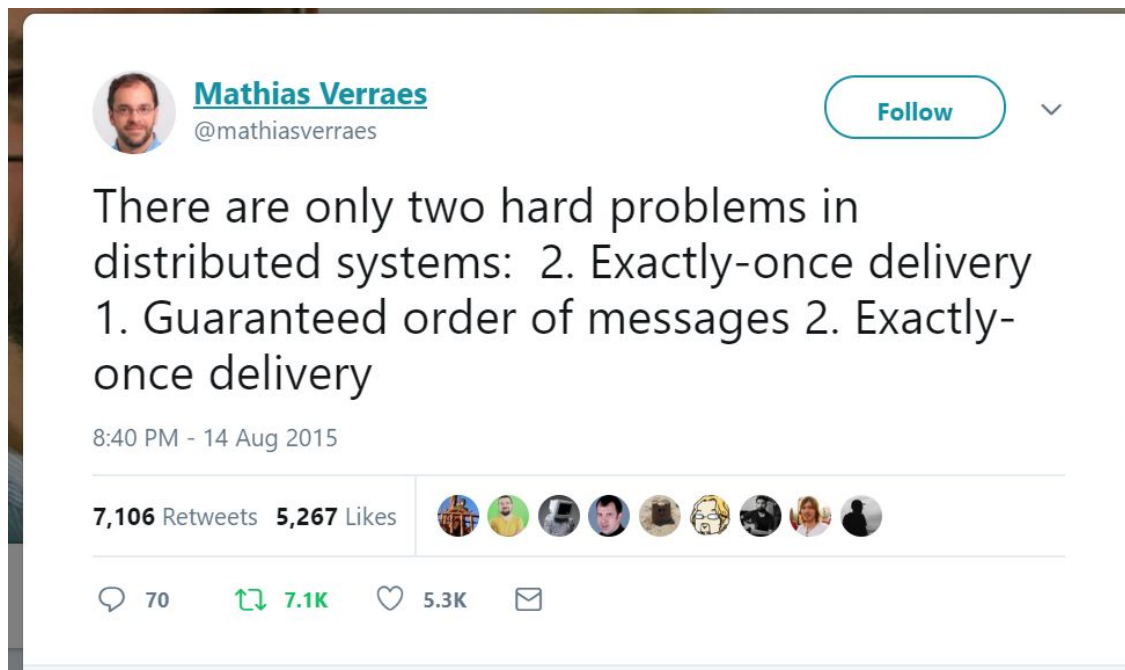 Mathias Verraes
@mathiasverraes
Follow
There are only two hard problems in
distributed systems:  2. Exactly-once delivery
1. Guaranteed order of messages 2. Exactly-
once delivery
8:40 PM - 14 Aug 2015
7,106 Retweets 5,267 Likes
70 7.1K 5.3K